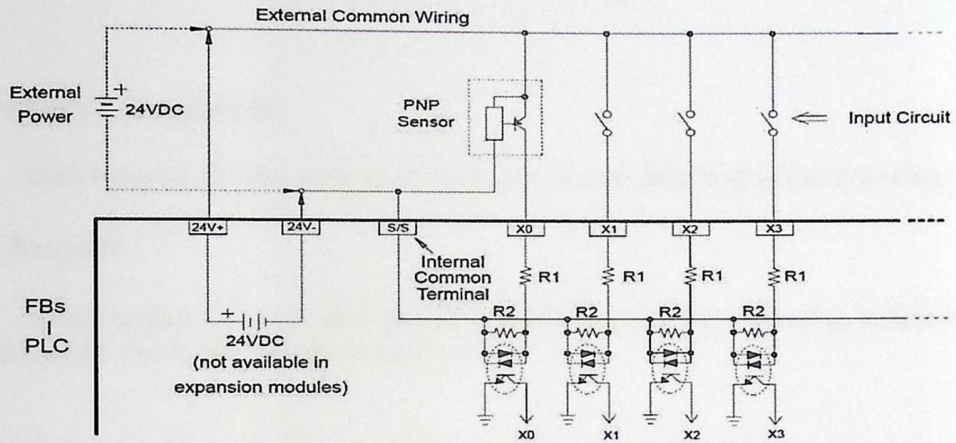 External Common Wiring
External
Power
+
24VDC
PNP
Sensor
Input Circuit
24V+
24V-
S/S
X0
X1
X2
X3
Internal
Common
Terminal
R1
R1
R1
R1
FBs
PLC
+
24VDC
(not available in
expansion modules)
R2
R2
R2
R2
X0
X1
X2
X3